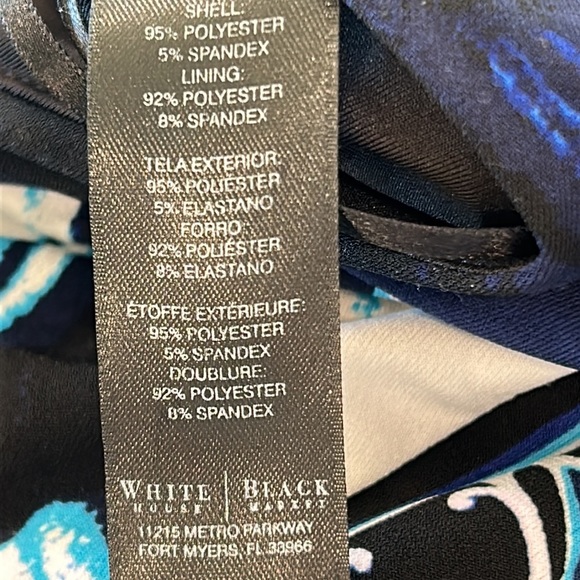 SHELL:
95% POLYESTER
5% SPANDEX
LINING:
92% POLYESTER
8% SPANDEX
TELA EXTERIOR:
95% POLIÉSTER
5% ELASTANO
FORRO:
92% POLIÉSTER
8% ELASTANO
ÉTOFFE EXTÉRIEURE:
95% POLYESTER
5% SPANDEX
DOUBLURE:
92% POLYESTER
8% SPANDEX
WHITE | BLACK
HOUSE | MARKET
11215 METRO PARKWAY
FORT MYERS, FL 33966